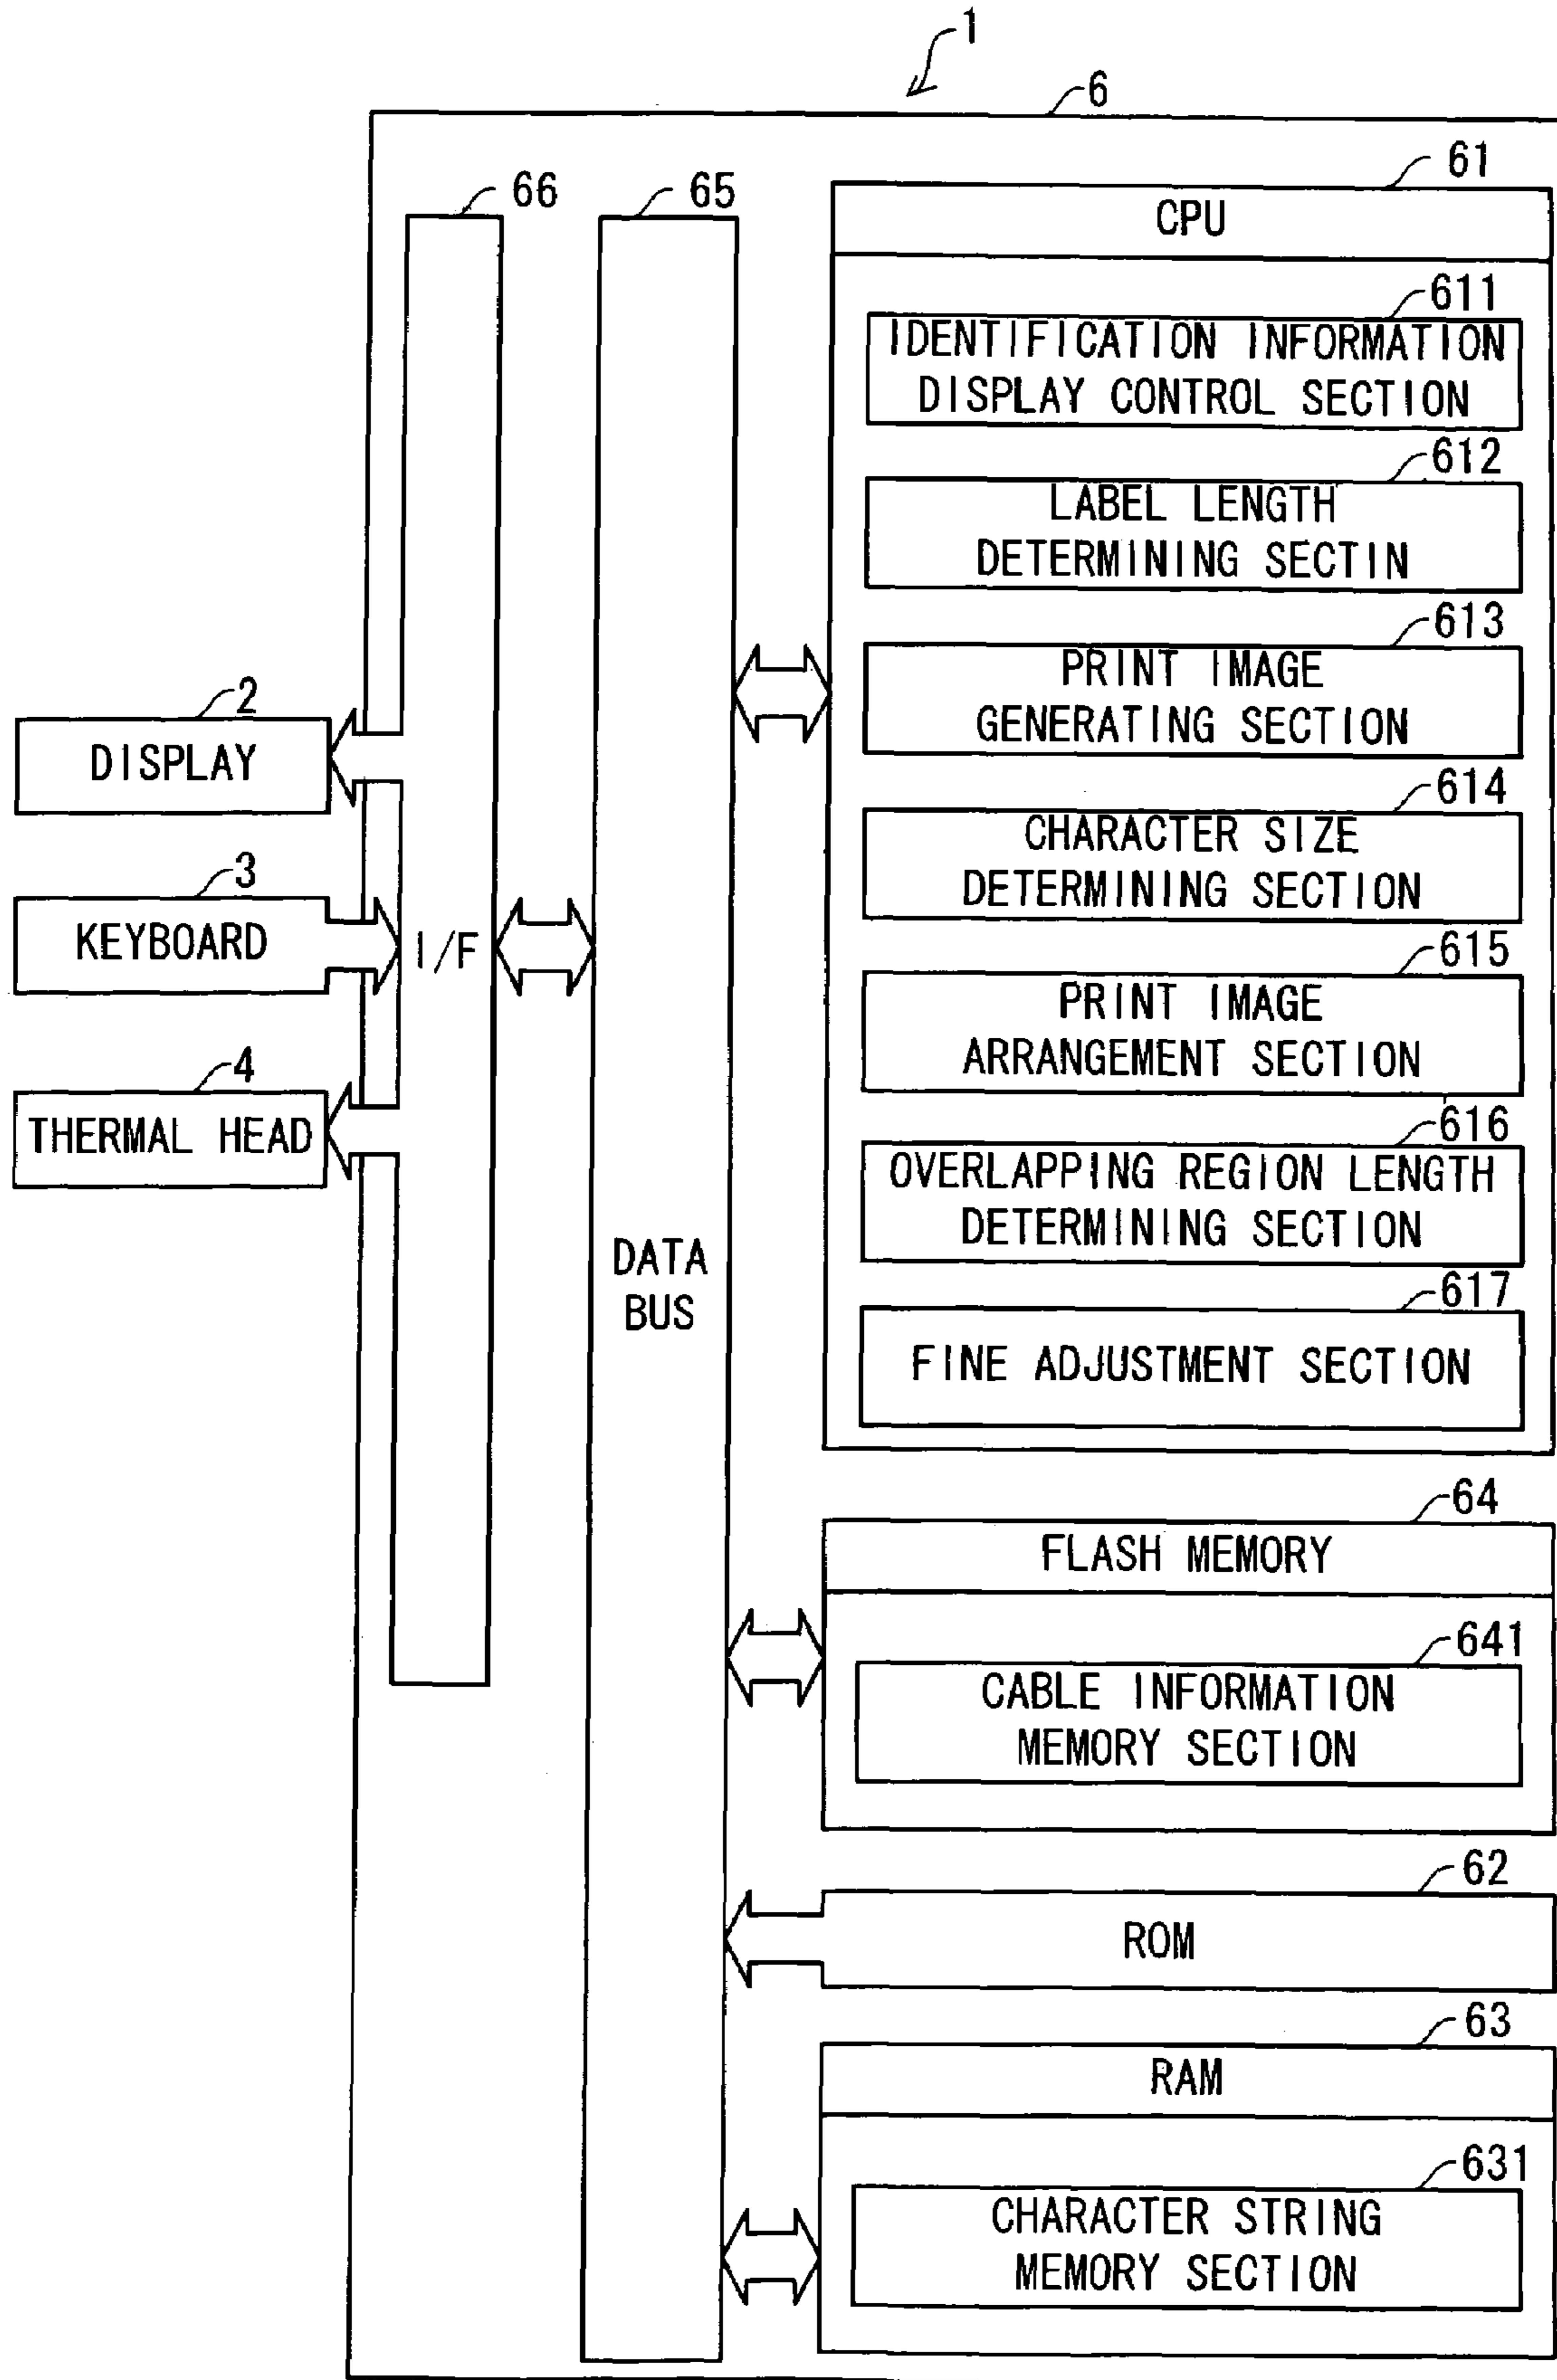 1
6
66
65
61
CPU
611
IDENTIFICATION INFORMATION
DISPLAY CONTROL SECTION
612
LABEL LENGTH
DETERMINING SECTIN
613
PRINT IMAGE
GENERATING SECTION
614
CHARACTER SIZE
DETERMINING SECTION
615
PRINT IMAGE
ARRANGEMENT SECTION
616
OVERLAPPING REGION LENGTH
DETERMINING SECTION
617
FINE ADJUSTMENT SECTION
2
DISPLAY
3
KEYBOARD
4
THERMAL HEAD
I/F
DATA
BUS
64
FLASH MEMORY
641
CABLE INFORMATION
MEMORY SECTION
62
ROM
63
RAM
631
CHARACTER STRING
MEMORY SECTION